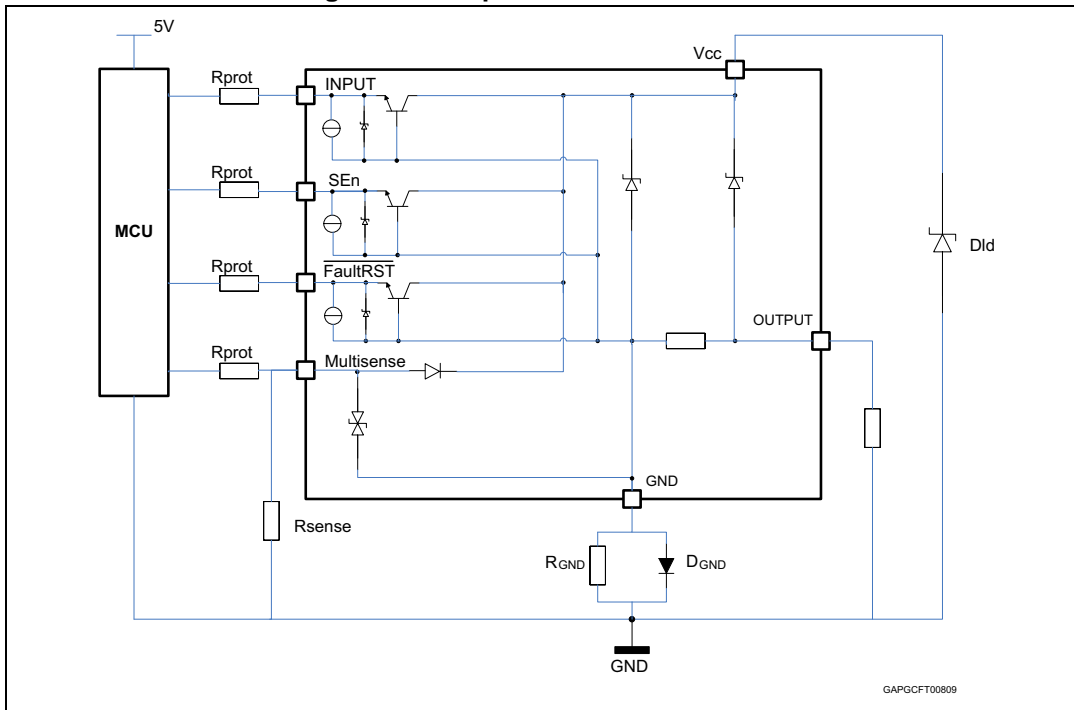 5V
Vcc
Rprot
INPUT
Rprot
SEn
MCU
Dld
Rprot
FaultRST
OUTPUT
Rprot
Multisense
GND
Rsense
RGND
DGND
GND
GAPGCFT00809